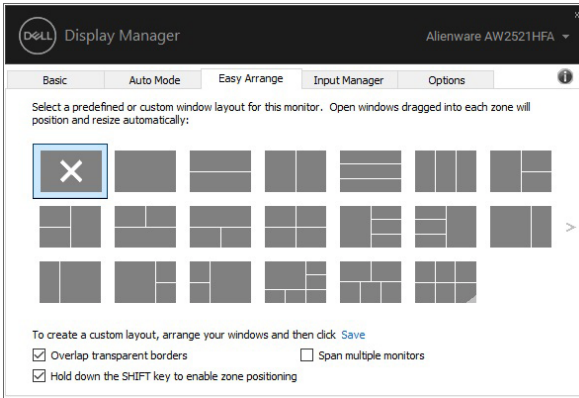 DELL Display Manager Alienware AW2521HFA
Basic Auto Mode Easy Arrange Input Manager Options
Select a predefined or custom window layout for this monitor. Open windows dragged into each zone will
position and resize automatically:
To create a custom layout, arrange your windows and then click Save
Overlap transparent borders Span multiple monitors
Hold down the SHIFT key to enable zone positioning